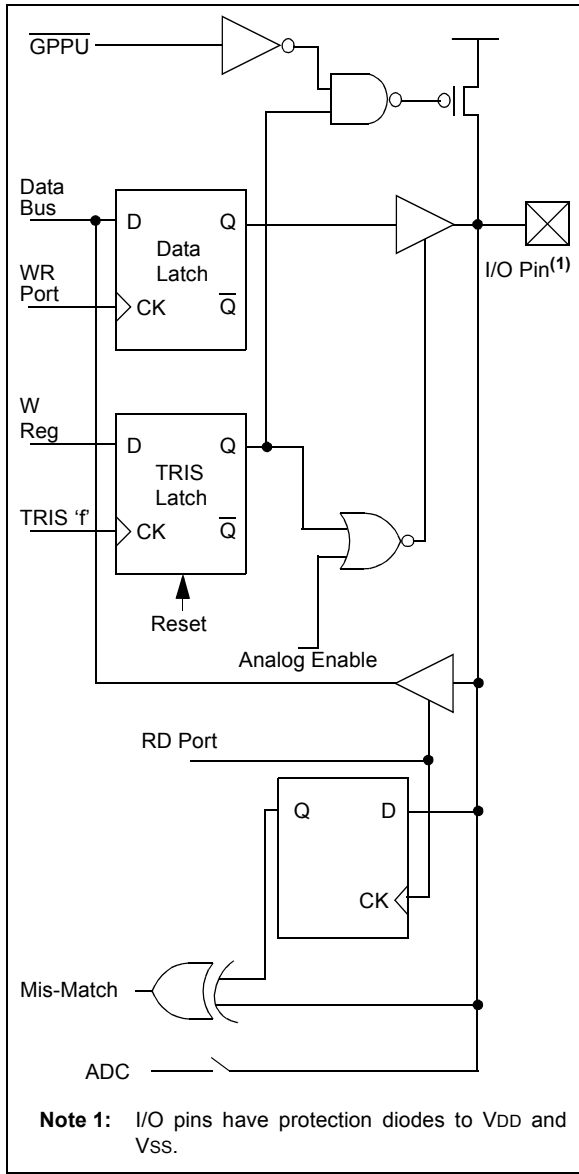 G̅P̅P̅U̅
Data
Bus
D
Q
Data
Latch
WR
Port
CK
Q̅
I/O Pin(1)
W
Reg
D
Q
TRIS
Latch
TRIS ‘f’
CK
Q̅
Reset
Analog Enable
RD Port
Q
D
CK
Mis-Match
ADC
Note 1: I/O pins have protection diodes to VDD and
VSS.